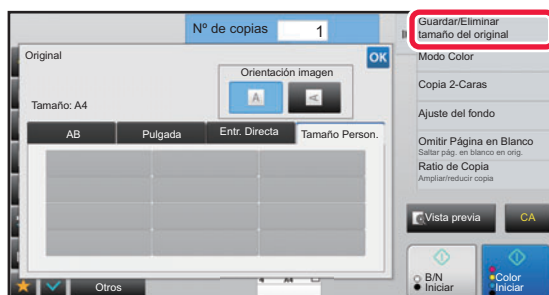 Nº de copias 1
Original
OK
Orientación imagen
A A
Tamaño: A4
AB Pulgada Entr. Directa Tamaño Person.
Otros
Guardar/Eliminar
tamaño del original
Modo Color
Copia 2-Caras
Ajuste del fondo
Omitir Página en Blanco
Saltar pág. en blanco en orig.
Ratio de Copia
Ampliar/reducir copia
Vista previa CA
B/N
Iniciar
Color
Iniciar